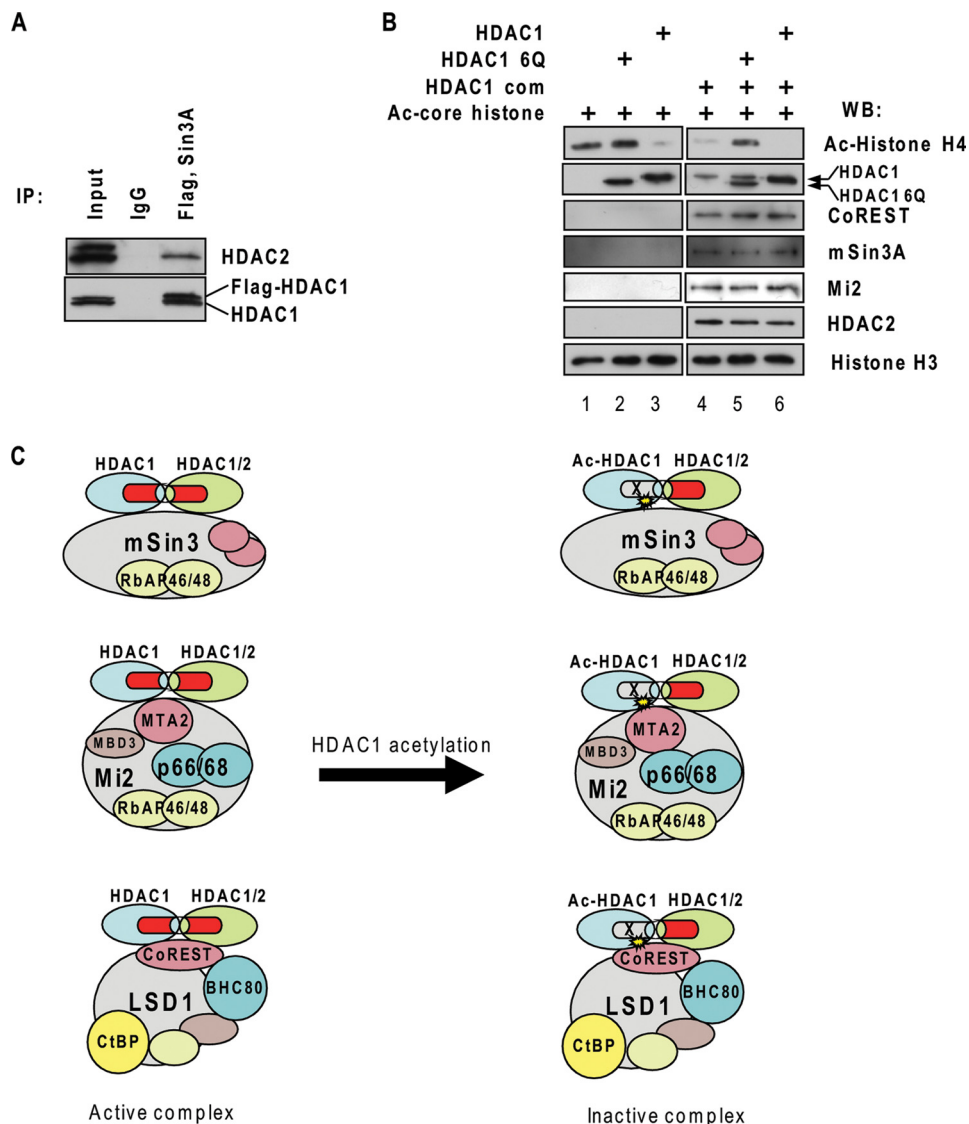 A
IP:
Input
IgG
Flag, Sin3A
HDAC2
Flag-HDAC1
HDAC1
B
HDAC1 + +
HDAC1 6Q + +
HDAC1 com + + +
Ac-core histone + + + + + +
WB:
Ac-Histone H4
HDAC1
HDAC1 6Q
CoREST
mSin3A
Mi2
HDAC2
Histone H3
1 2 3 4 5 6
C
HDAC1 HDAC1/2
mSin3
RbAP46/48
Ac-HDAC1 HDAC1/2
X
mSin3
RbAP46/48
HDAC1 HDAC1/2
MTA2
MBD3
Mi2
p66/68
RbAP46/48
HDAC1 acetylation
Ac-HDAC1 HDAC1/2
X
MTA2
MBD3
Mi2
p66/68
RbAP46/48
HDAC1 HDAC1/2
CoREST
BHC80
LSD1
CtBP
Ac-HDAC1 HDAC1/2
X
CoREST
BHC80
LSD1
CtBP
Active complex
Inactive complex